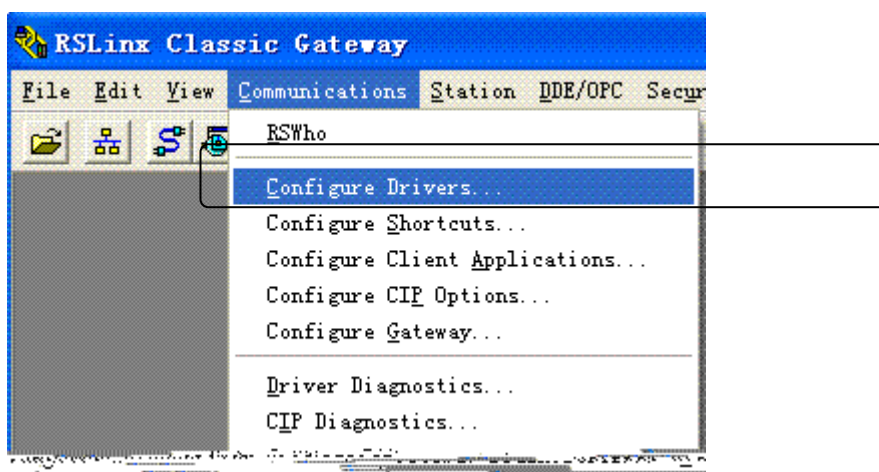 RSLinx Classic Gateway
File Edit View Communications Station DDE/OPC Secur
RSWho
Configure Drivers...
Configure Shortcuts...
Configure Client Applications...
Configure CIP Options...
Configure Gateway...
Driver Diagnostics...
CIP Diagnostics...